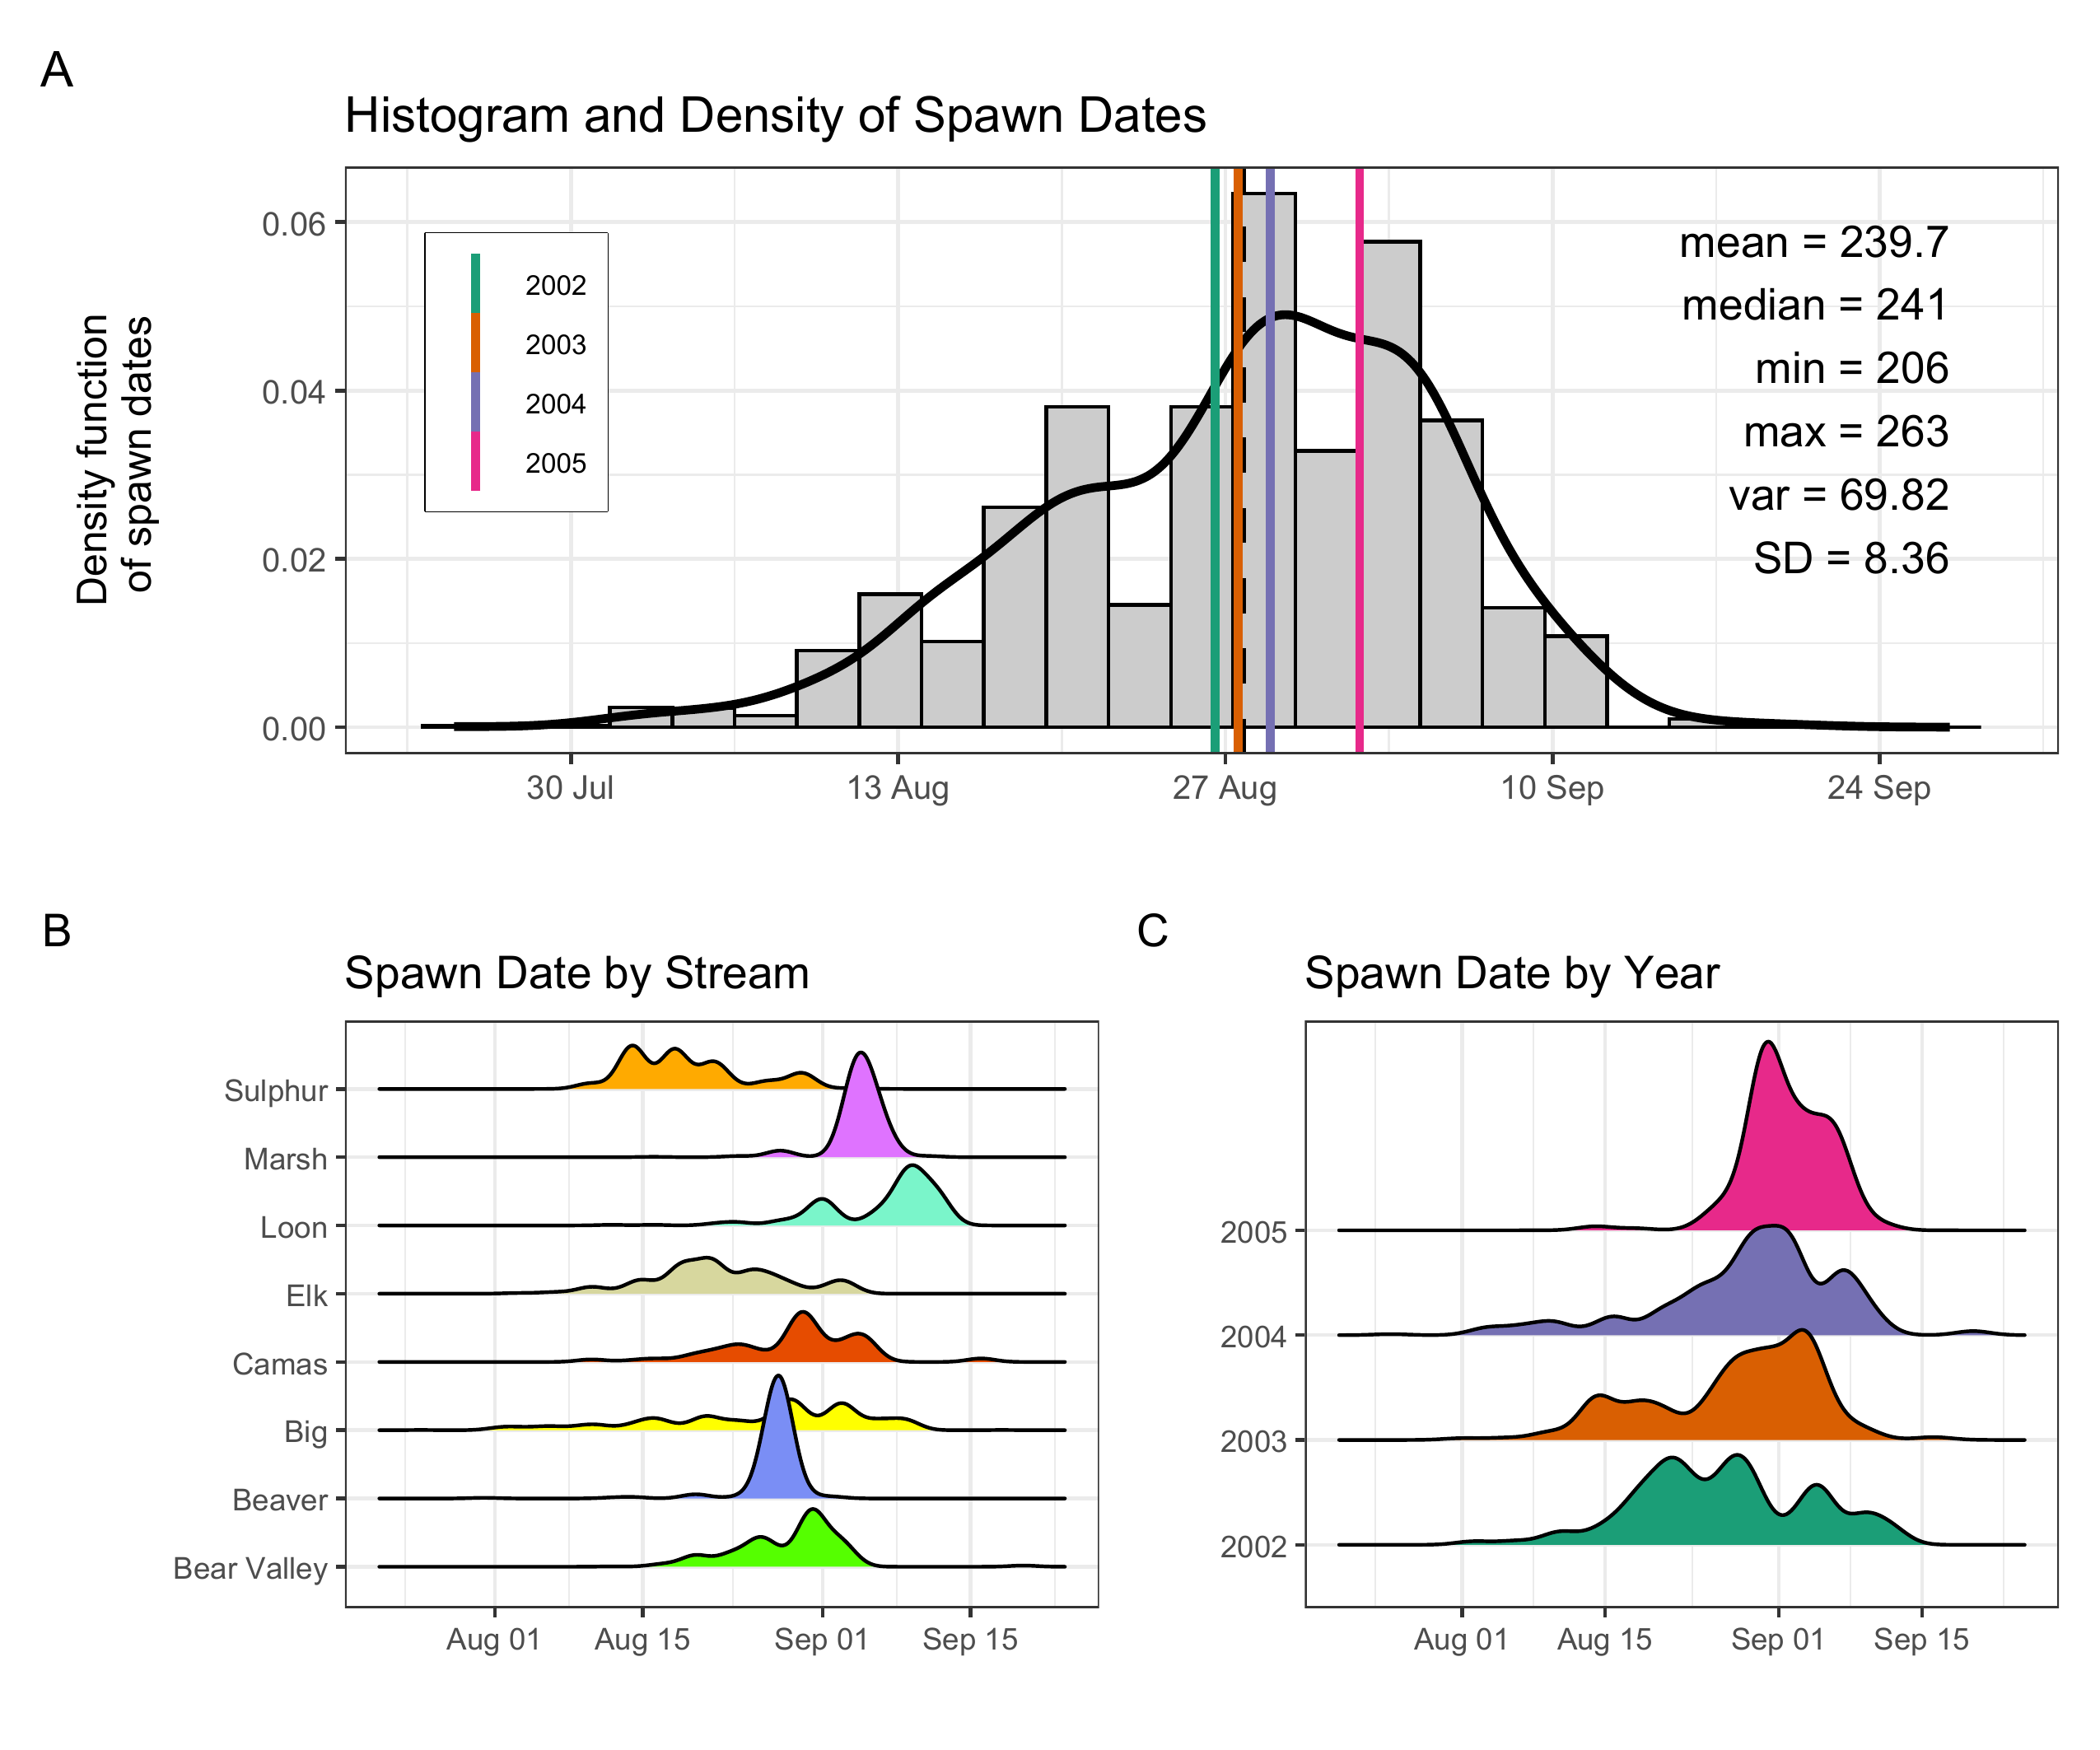 A
Histogram and Density of Spawn Dates
Density function
of spawn dates
0.06
0.04
0.02
0.00
2002
2003
2004
2005
mean = 239.7
median = 241
min = 206
max = 263
var = 69.82
SD = 8.36
30 Jul
13 Aug
27 Aug
10 Sep
24 Sep
B
Spawn Date by Stream
Sulphur
Marsh
Loon
Elk
Camas
Big
Beaver
Bear Valley
Aug 01
Aug 15
Sep 01
Sep 15
C
Spawn Date by Year
2005
2004
2003
2002
Aug 01
Aug 15
Sep 01
Sep 15